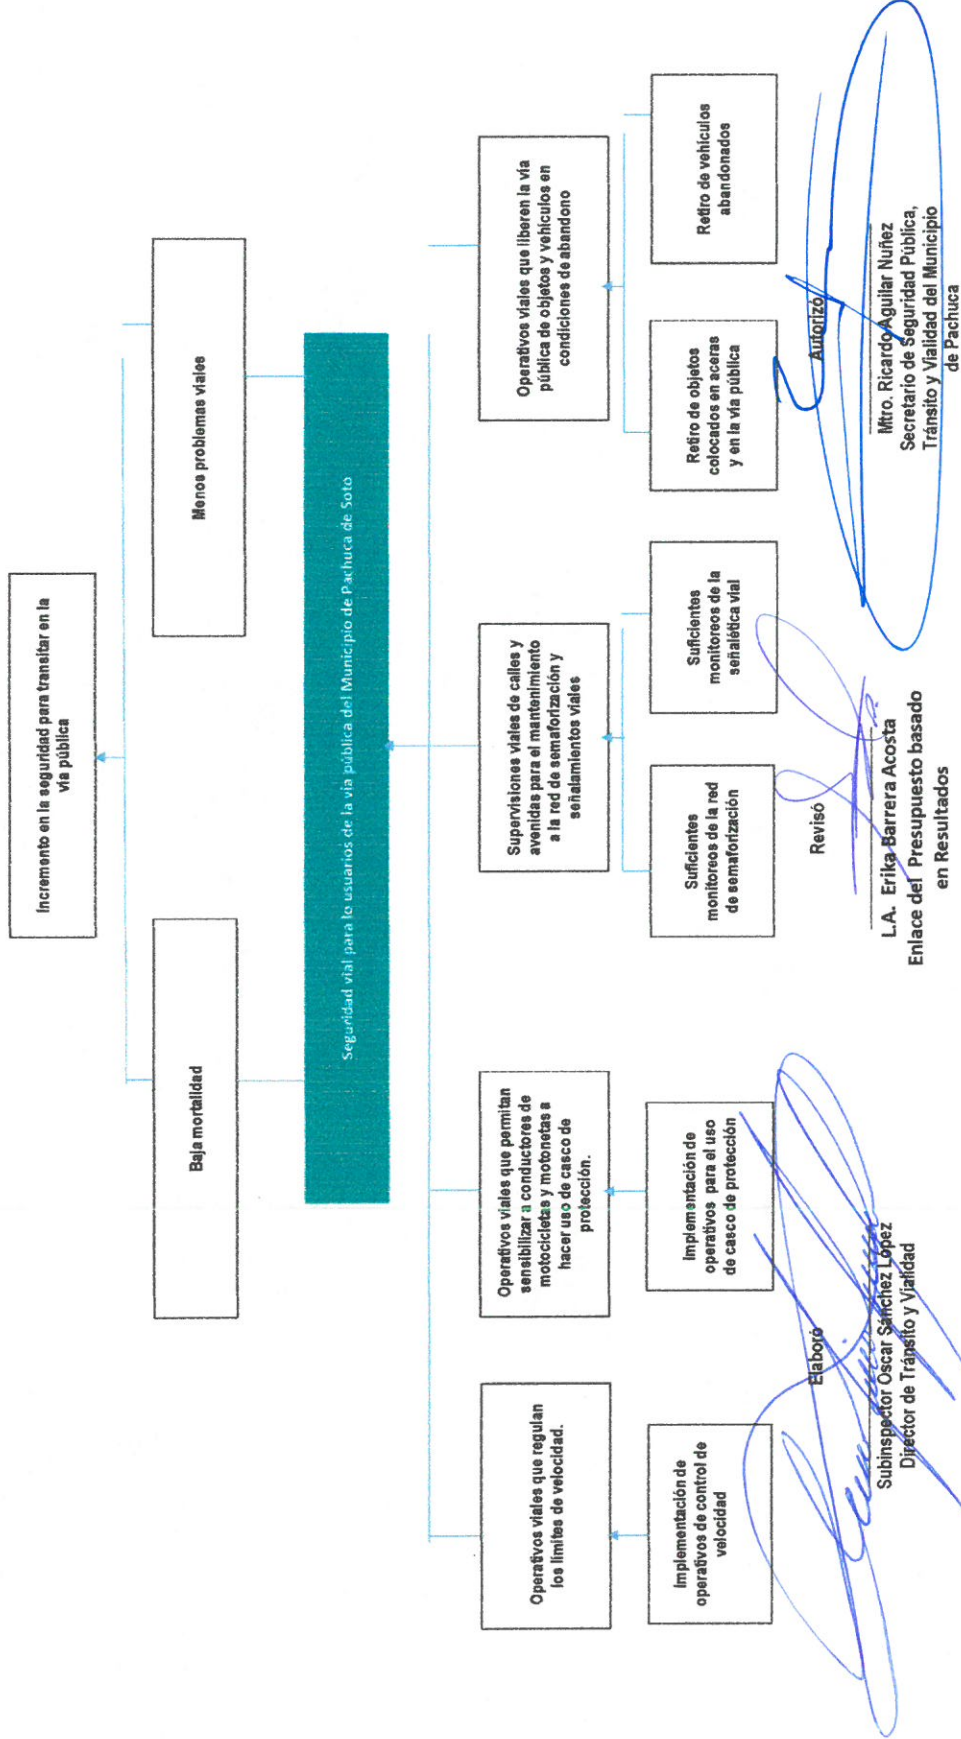 Incremento en la seguridad para transitar en la
vía pública
Baja mortalidad
Menos problemas viales
Seguridad vial para lo usuarios de la vía pública del Municipio de Pachuca de Soto
Operativos viales que regulan
los límites de velocidad.
Operativos viales que permitan
sensibilizar a conductores de
motocicletas y motonetas a
hacer uso de casco de
protección.
Supervisiones viales de calles y
avenidas para el mantenimiento
a la red de semaforización y
señalamientos viales
Operativos viales que liberen la vía
pública de objetos y vehículos en
condiciones de abandono
Implementación de
operativos de control de
velocidad
Implementación de
operativos para el uso
de casco de protección
Suficientes
monitoreos de la red
de semaforización
Suficientes
monitoreos de la
señalética vial
Retiro de objetos
colocados en aceras
y en la vía pública
Retiro de vehículos
abandonados
Elaboró
Subinspector Oscar Sánchez López
Director de Tránsito y Vialidad
Revisó
L.A. Erika Barrera Acosta
Enlace del Presupuesto basado
en Resultados
Autorizó
Mtro. Ricardo Aguilar Nuñez
Secretario de Seguridad Pública,
Tránsito y Vialidad del Municipio
de Pachuca